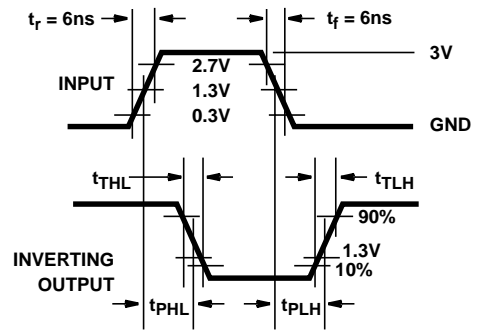 tr = 6ns
tf = 6ns
3V
INPUT
2.7V
1.3V
0.3V
GND
tTHL
tTLH
90%
INVERTING
OUTPUT
1.3V
10%
tPHL
tPLH